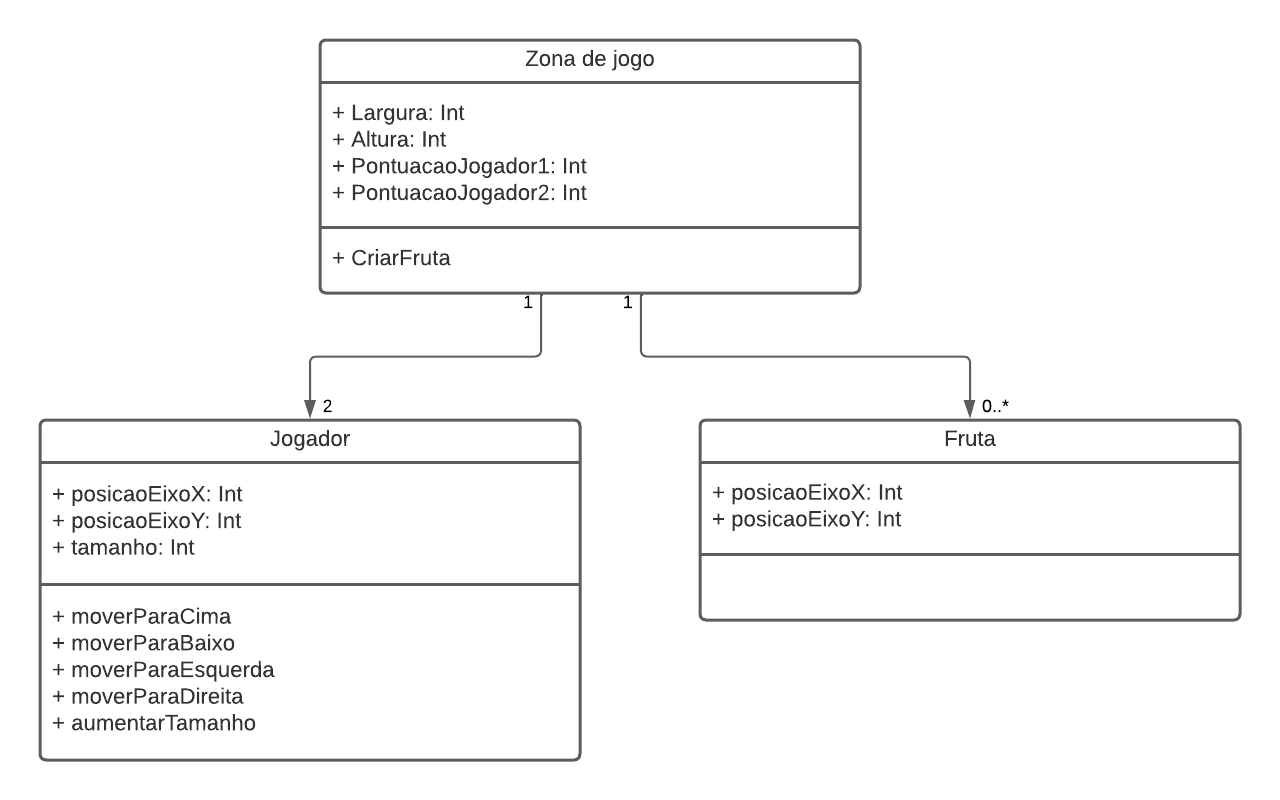 Zona de jogo
+ Largura: Int
+ Altura: Int
+ PontuacaoJogador1: Int
+ PontuacaoJogador2: Int
+ CriarFruta
1
1
2
0..*
Jogador
+ posicaoEixoX: Int
+ posicaoEixoY: Int
+ tamanho: Int
+ moverParaCima
+ moverParaBaixo
+ moverParaEsquerda
+ moverParaDireita
+ aumentarTamanho
Fruta
+ posicaoEixoX: Int
+ posicaoEixoY: Int